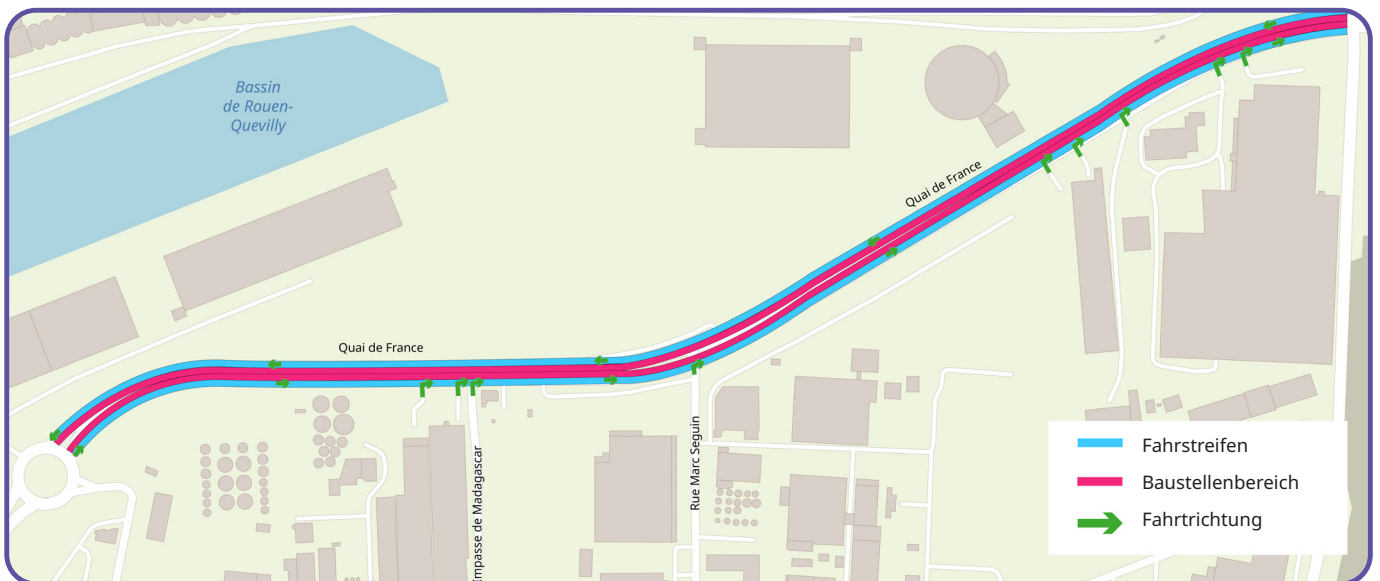 Bassin
de Rouen-
Quevilly
Quai de France
Quai de France
Impasse de Madagascar
Rue Marc Seguin
Fahrstreifen
Baustellenbereich
Fahrtrichtung